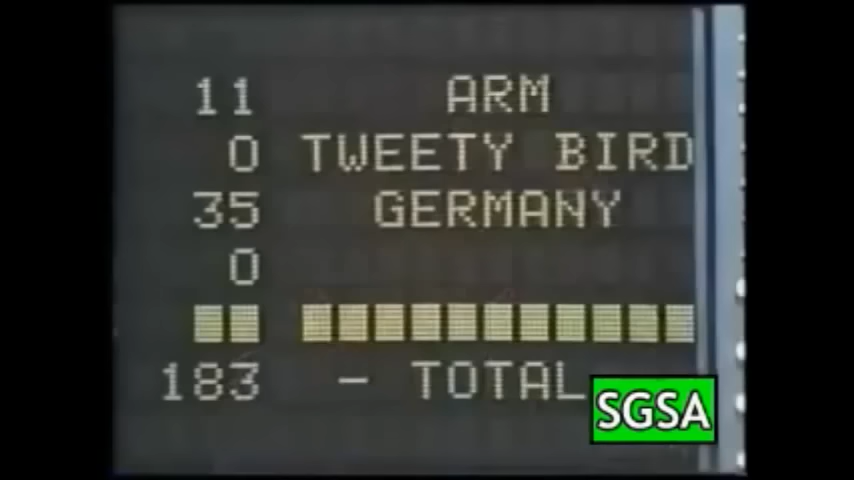 11 ARM
0 TWEETY BIRD
35 GERMANY
0
183 - TOTAL
SGSA